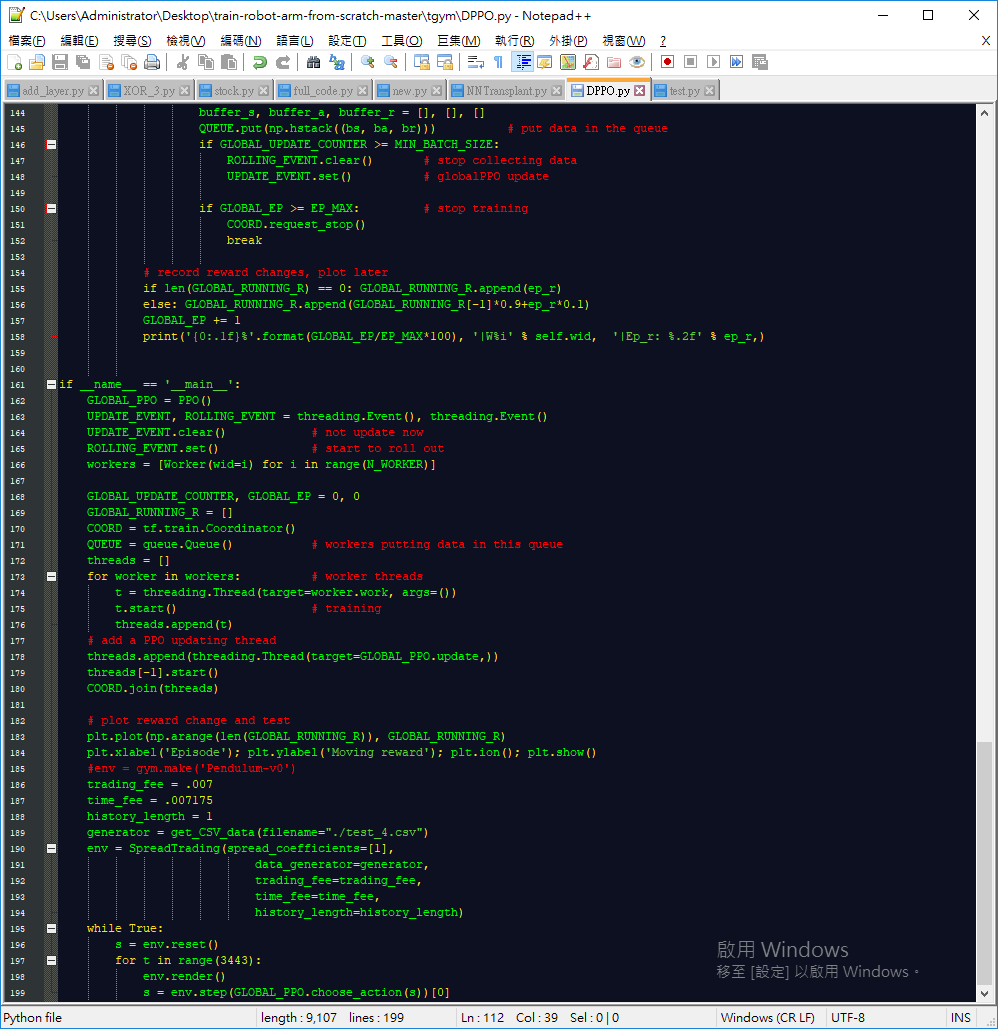 C:\Users\Administrator\Desktop\train-robot-arm-from-scratch-master\tgym\DPPO.py - Notepad++
檔案(F) 編輯(E) 搜尋(S) 檢視(V) 編碼(N) 語言(L) 設定(T) 工具(O) 巨集(M) 執行(R) 外掛(P) 視窗(W) ? X
add_layer.py XOR_3.py stock.py full_code.py new.py NNTransplant.py DPPO.py test.py
144 buffer_s, buffer_a, buffer_r = [], [], []
145 QUEUE.put(np.hstack((bs, ba, br))) # put data in the queue
146 if GLOBAL_UPDATE_COUNTER >= MIN_BATCH_SIZE:
147 ROLLING_EVENT.clear() # stop collecting data
148 UPDATE_EVENT.set() # globalPPO update
149
150 if GLOBAL_EP >= EP_MAX: # stop training
151 COORD.request_stop()
152 break
153
154 # record reward changes, plot later
155 if len(GLOBAL_RUNNING_R) == 0: GLOBAL_RUNNING_R.append(ep_r)
156 else: GLOBAL_RUNNING_R.append(GLOBAL_RUNNING_R[-1]*0.9+ep_r*0.1)
157 GLOBAL_EP += 1
158 print('{0:.1f}%'.format(GLOBAL_EP/EP_MAX*100), '|W%i' % self.wid, '|Ep_r: %.2f' % ep_r,)
159
160
161 if __name__ == '__main__':
162 GLOBAL_PPO = PPO()
163 UPDATE_EVENT, ROLLING_EVENT = threading.Event(), threading.Event()
164 UPDATE_EVENT.clear() # not update now
165 ROLLING_EVENT.set() # start to roll out
166 workers = [Worker(wid=i) for i in range(N_WORKER)]
167
168 GLOBAL_UPDATE_COUNTER, GLOBAL_EP = 0, 0
169 GLOBAL_RUNNING_R = []
170 COORD = tf.train.Coordinator()
171 QUEUE = queue.Queue() # workers putting data in this queue
172 threads = []
173 for worker in workers: # worker threads
174 t = threading.Thread(target=worker.work, args=())
175 t.start() # training
176 threads.append(t)
177 # add a PPO updating thread
178 threads.append(threading.Thread(target=GLOBAL_PPO.update,))
179 threads[-1].start()
180 COORD.join(threads)
181
182 # plot reward change and test
183 plt.plot(np.arange(len(GLOBAL_RUNNING_R)), GLOBAL_RUNNING_R)
184 plt.xlabel('Episode'); plt.ylabel('Moving reward'); plt.ion(); plt.show()
185 #env = gym.make('Pendulum-v0')
186 trading_fee = .007
187 time_fee = .007175
188 history_length = 1
189 generator = get_CSV_data(filename="./test_4.csv")
190 env = SpreadTrading(spread_coefficients=[1],
191 data_generator=generator,
192 trading_fee=trading_fee,
193 time_fee=time_fee,
194 history_length=history_length)
195 while True:
196 s = env.reset()
197 for t in range(3443):
198 env.render()
199 s = env.step(GLOBAL_PPO.choose_action(s))[0]
啟用 Windows
移至 [設定] 以啟用 Windows。
Python file length : 9,107 lines : 199 Ln : 112 Col : 39 Sel : 0 | 0 Windows (CR LF) UTF-8 INS